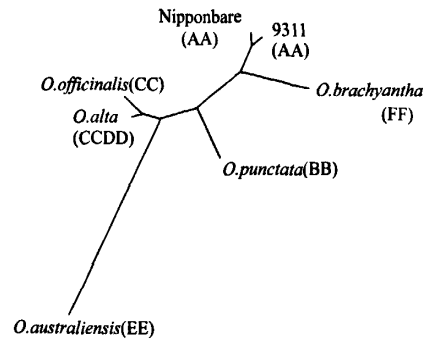 Nipponbare
(AA)
9311
(AA)
O.officinalis(CC)
O.alta
(CCDD)
O.brachyantha
(FF)
O.punctata(BB)
O.australiensis(EE)